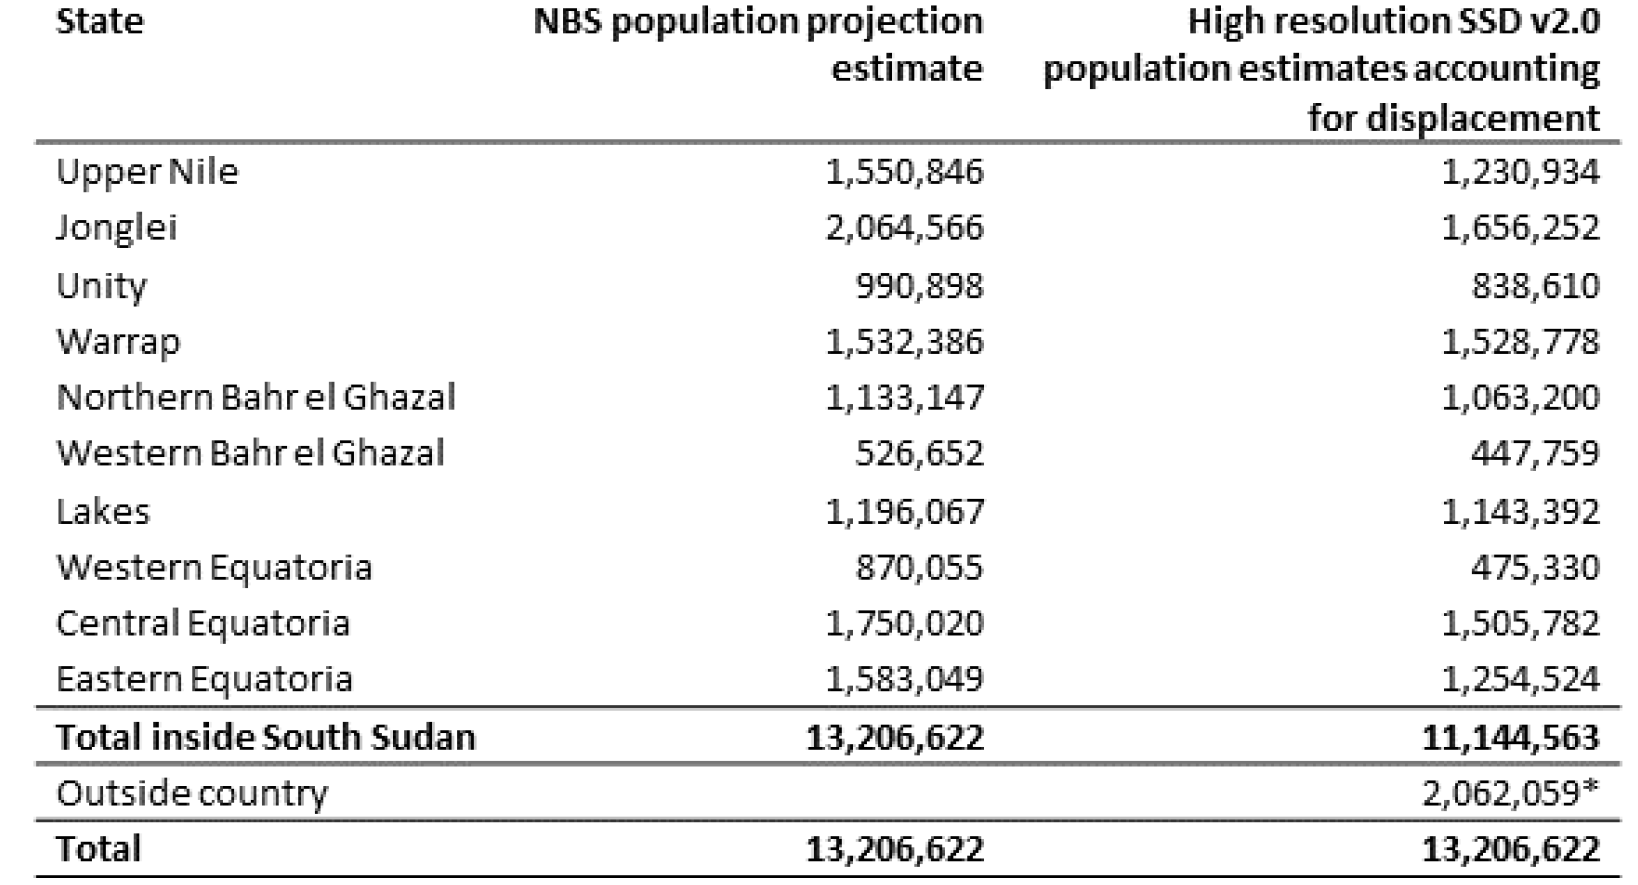 State NBS population projection High resolution SSD v2.0
estimate population estimates accounting
for displacement
Upper Nile 1,550,846 1,230,934
Jonglei 2,064,566 1,656,252
Unity 990,898 838,610
Warrap 1,532,386 1,528,778
Northern Bahr el Ghazal 1,133,147 1,063,200
Western Bahr el Ghazal 526,652 447,759
Lakes 1,196,067 1,143,392
Western Equatoria 870,055 475,330
Central Equatoria 1,750,020 1,505,782
Eastern Equatoria 1,583,049 1,254,524
Total inside South Sudan 13,206,622 11,144,563
Outside country 2,062,059*
Total 13,206,622 13,206,622